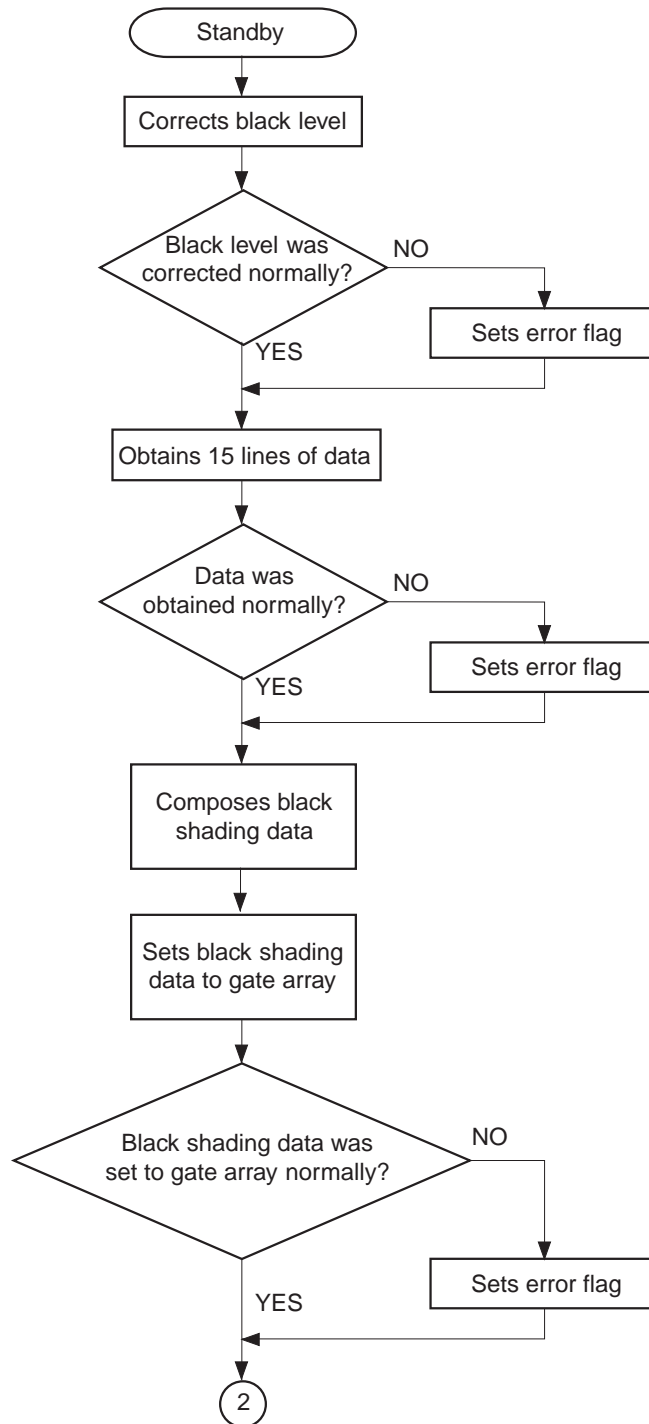 Standby
Corrects black level
Black level was
corrected normally?
NO
Sets error flag
YES
Obtains 15 lines of data
Data was
obtained normally?
NO
Sets error flag
YES
Composes black
shading data
Sets black shading
data to gate array
Black shading data was
set to gate array normally?
NO
Sets error flag
YES
2